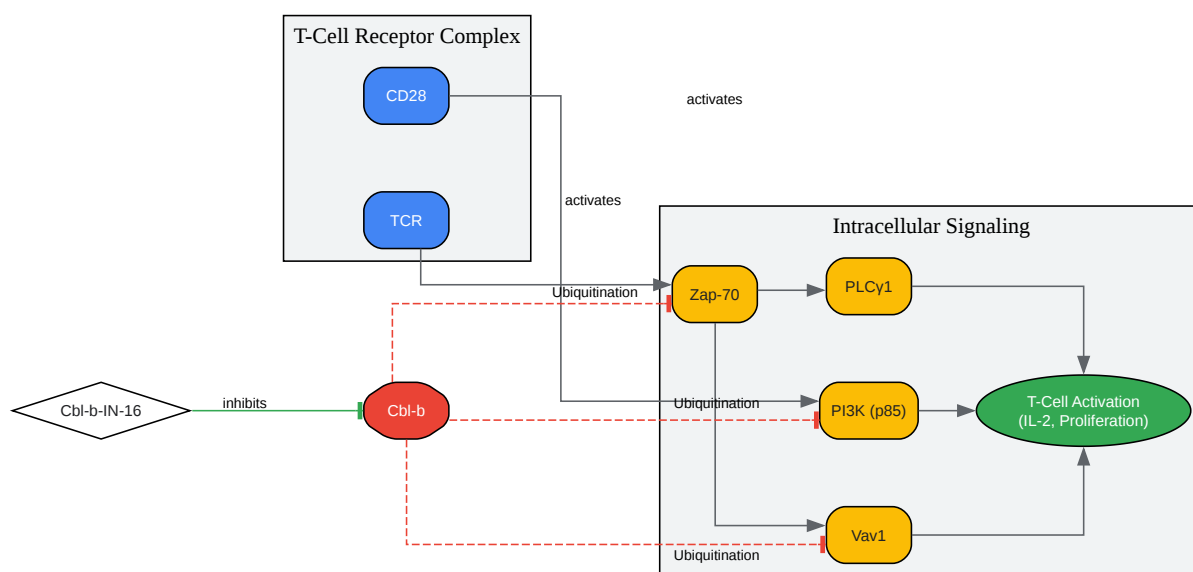 T-Cell Receptor Complex
CD28
activates
TCR
activates
Intracellular Signaling
Zap-70
PLCγ1
Ubiquitination
Cbl-b-IN-16
inhibits
Cbl-b
Ubiquitination
PI3K (p85)
T-Cell Activation
(IL-2, Proliferation)
Vav1
Ubiquitination